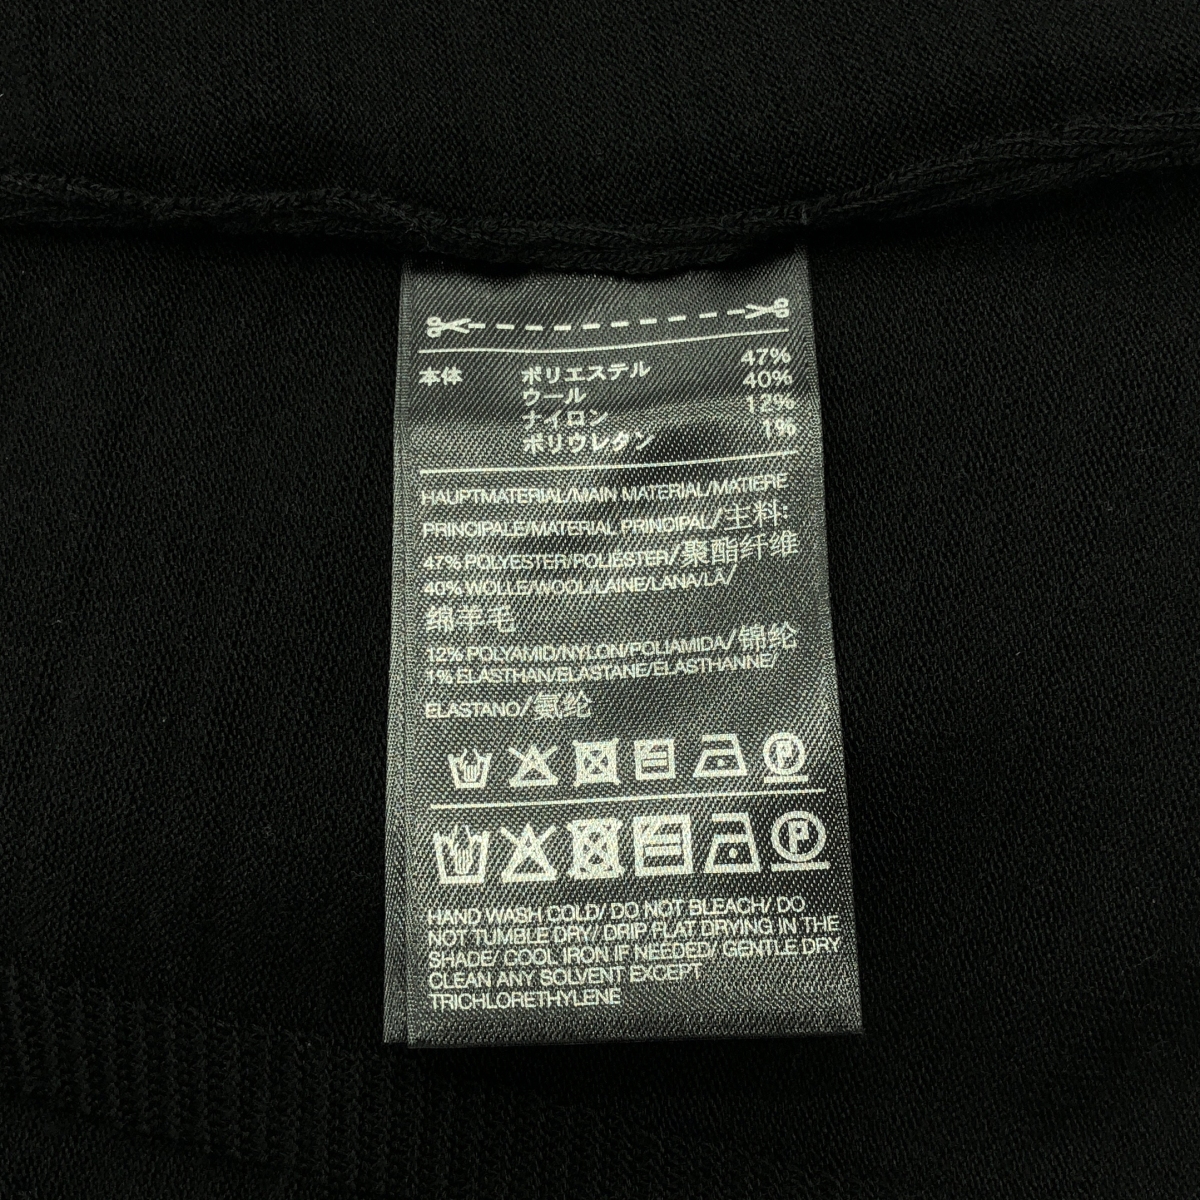 本体 ポリエステル 47%
ウール 40%
ナイロン 12%
ポリウレタン 1%
HAUPTMATERIAL/MAIN MATERIAL/MATIERE
PRINCIPALE/MATERIAL PRINCIPAL/主料:
47% POLYESTER/POLIESTER/聚酯纤维
40% WOLLE/WOOL/LAINE/LANA/LA/
绵羊毛
12% POLYAMID/NYLON/POLIAMIDA/锦纶
1% ELASTHAN/ELASTANE/ELASTHANNE/
ELASTANO/氨纶
P
P
HAND WASH COLD/ DO NOT BLEACH/ DO
NOT TUMBLE DRY/ DRIP FLAT DRYING IN THE
SHADE/ COOL IRON IF NEEDED/ GENTLE DRY
CLEAN ANY SOLVENT EXCEPT
TRICHLORETHYLENE